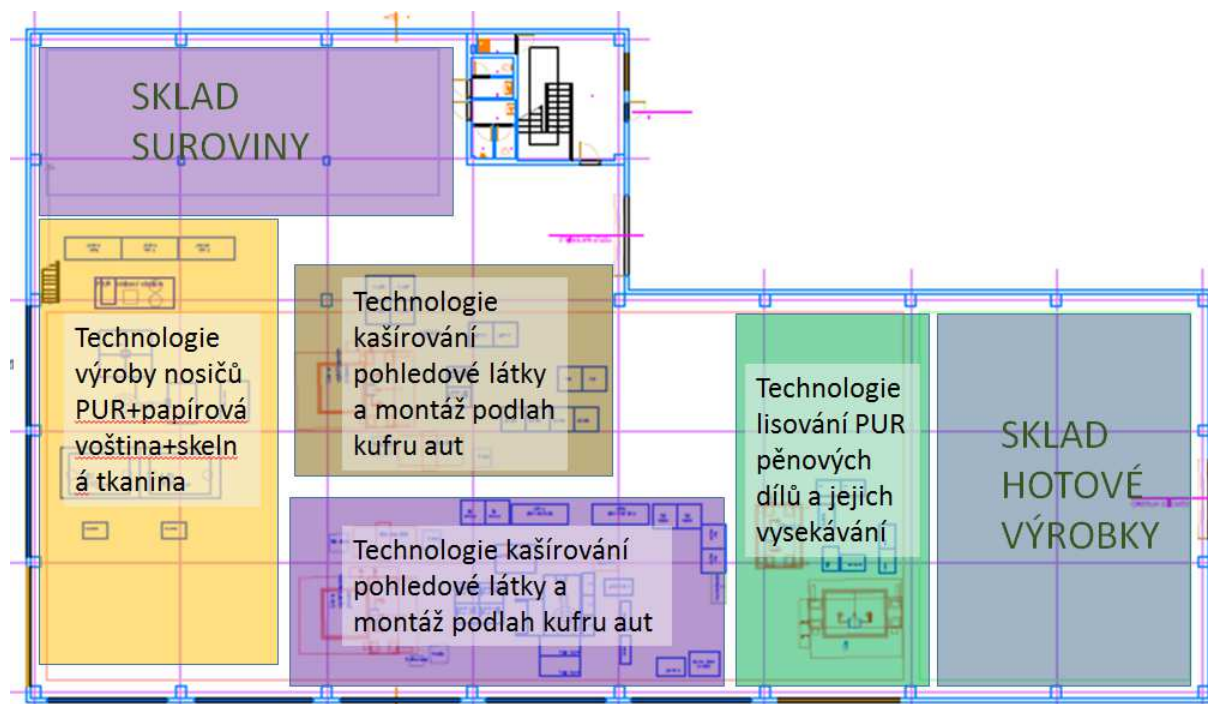 SKLAD
SUROVINY
Technologie
výroby nosičů
PUR+papírová
voština+skeln
á tkanina
Technologie
kašírování
pohledové látky
a montáž podlah
kufru aut
Technologie kašírování
pohledové látky a
montáž podlah kufru aut
Technologie
lisování PUR
pěnových
dílů a jejich
vysekávání
SKLAD
HOTOVÉ
VÝROBKY